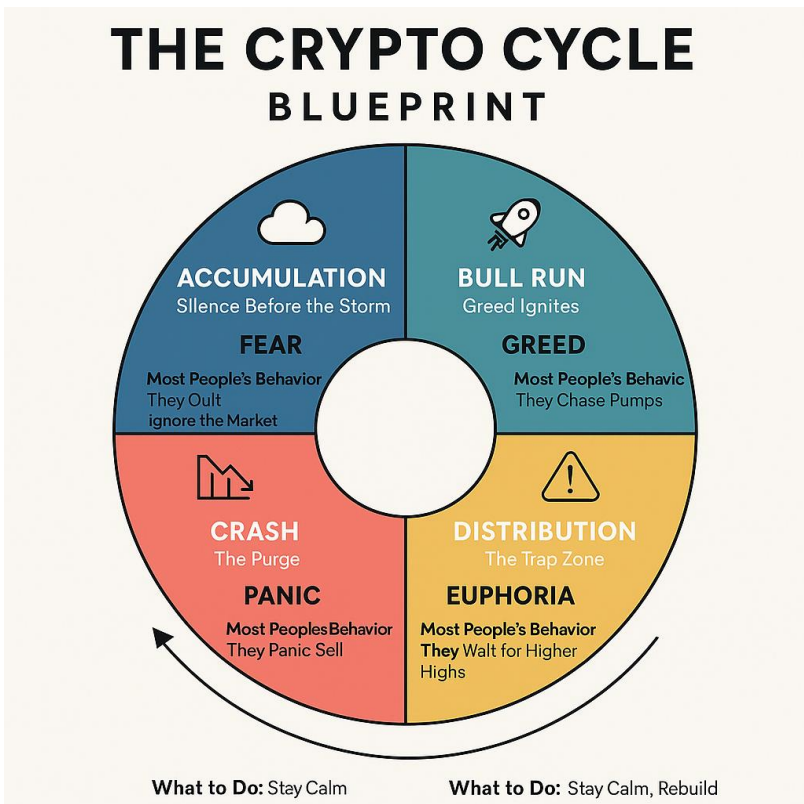 THE CRYPTO CYCLE
BLUEPRINT
ACCUMULATION
SIlence Before the Storm
FEAR
Most People's Behavior
They Oult
ignore the Market
BULL RUN
Greed Ignites
GREED
Most People's Behavic
They Chase Pumps
CRASH
The Purge
PANIC
Most Peoples Behavior
They Panic Sell
DISTRIBUTION
The Trap Zone
EUPHORIA
Most People's Behavior
They Walt for Higher
Highs
What to Do: Stay Calm
What to Do: Stay Calm, Rebuild